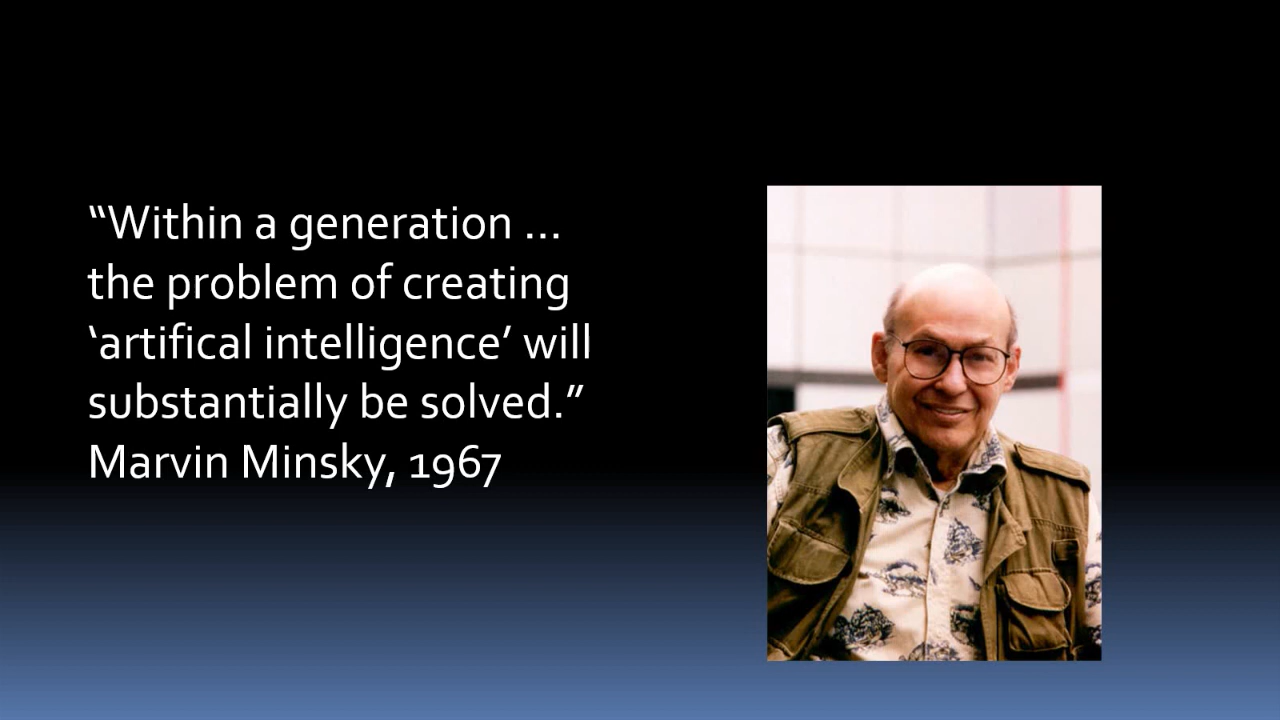 “Within a generation ...
the problem of creating
‘artifical intelligence’ will
substantially be solved.”
Marvin Minsky, 1967